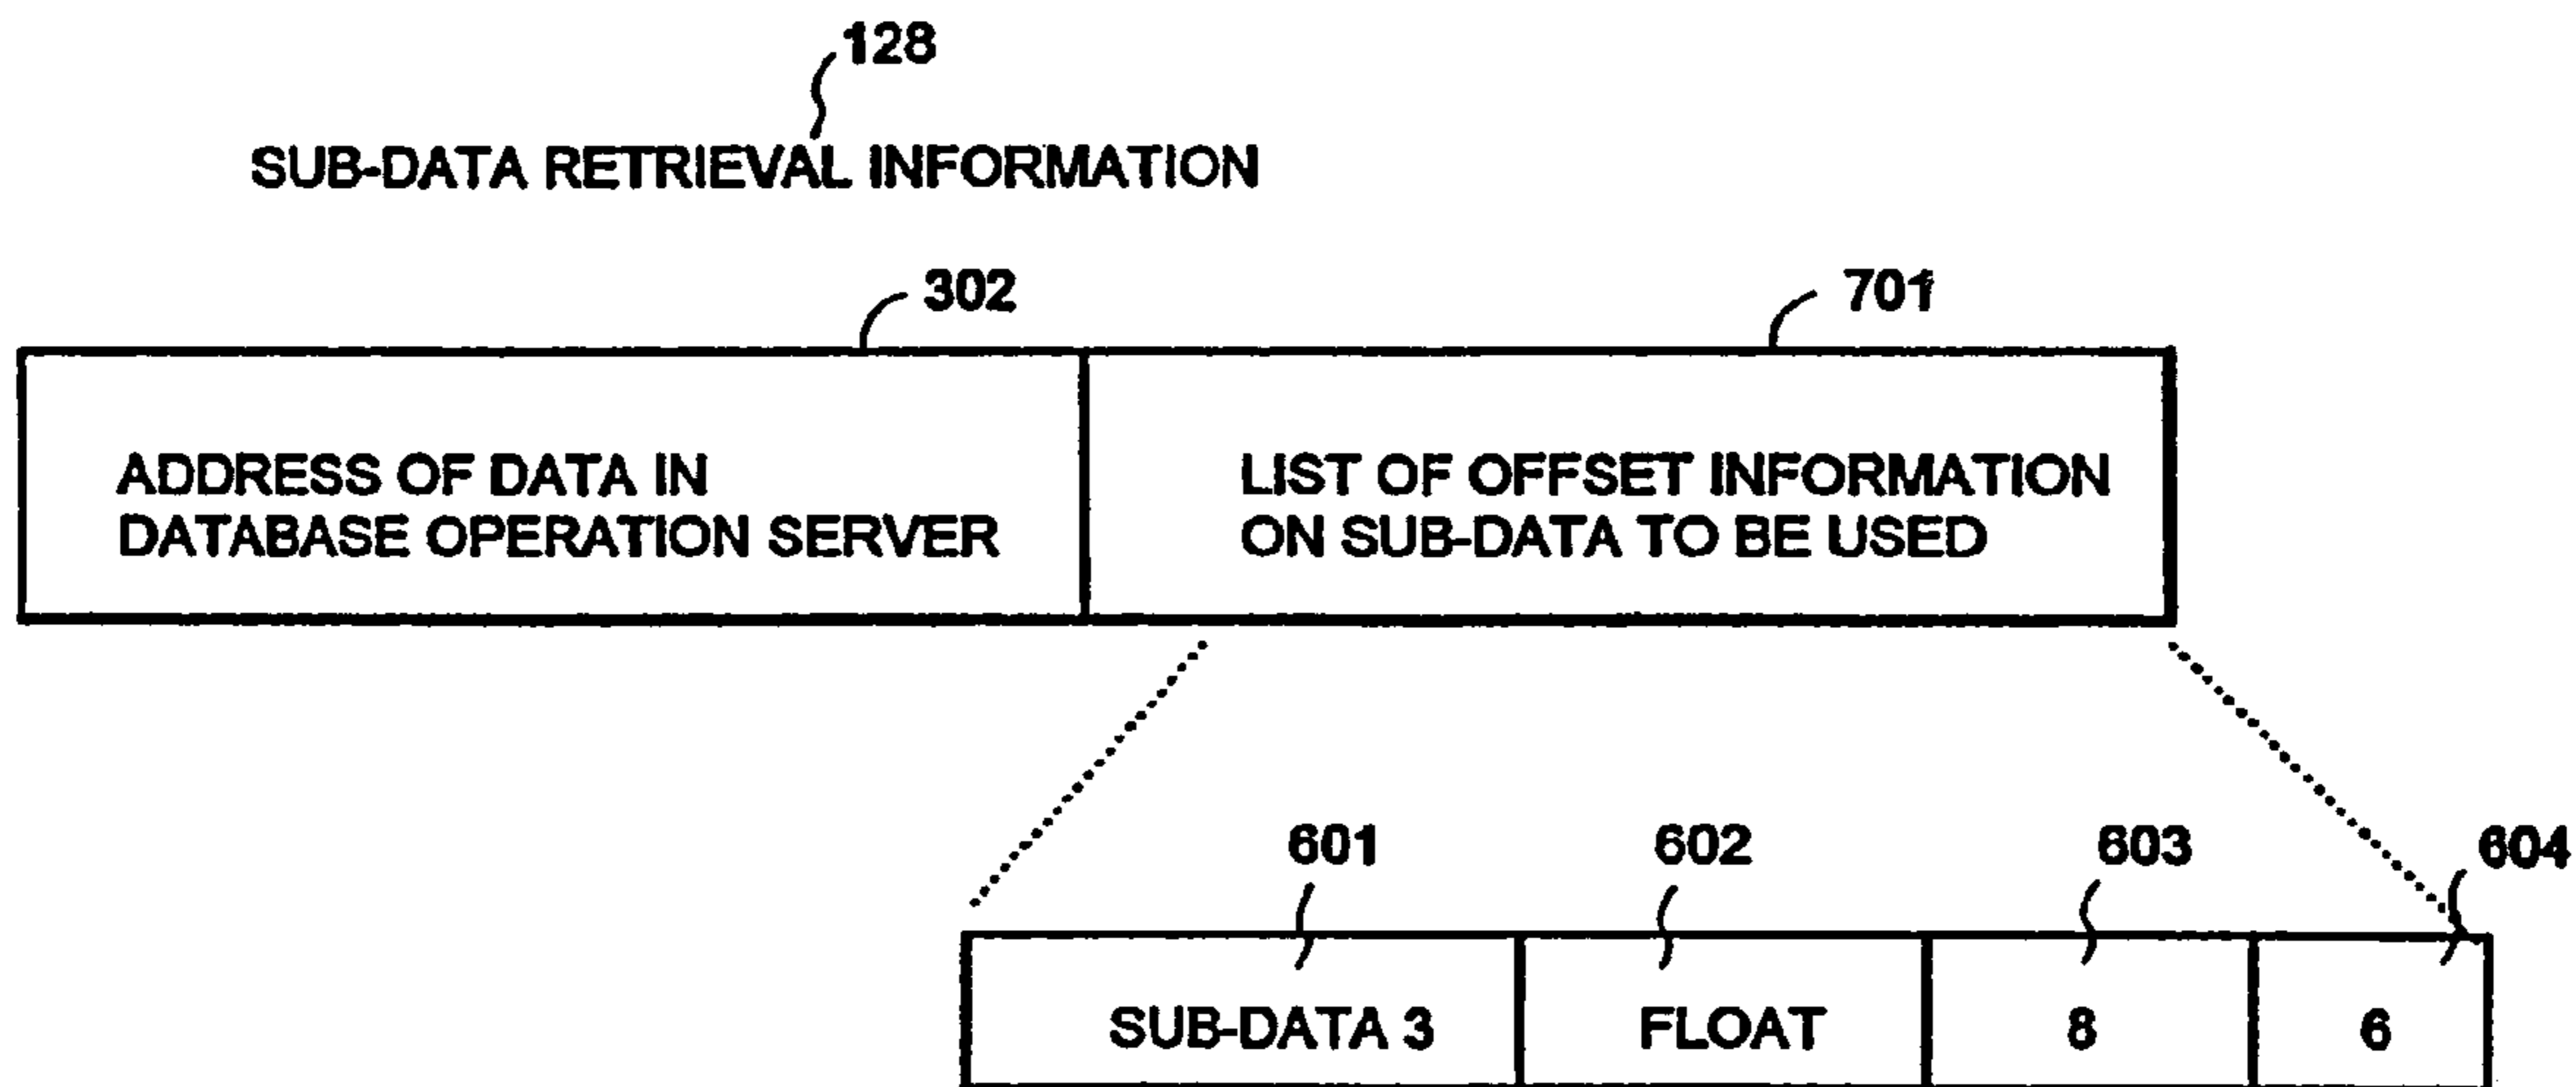 128
SUB-DATA RETRIEVAL INFORMATION
302 701
ADDRESS OF DATA IN
DATABASE OPERATION SERVER
LIST OF OFFSET INFORMATION
ON SUB-DATA TO BE USED
601 602 603 604
SUB-DATA 3 FLOAT 8 6